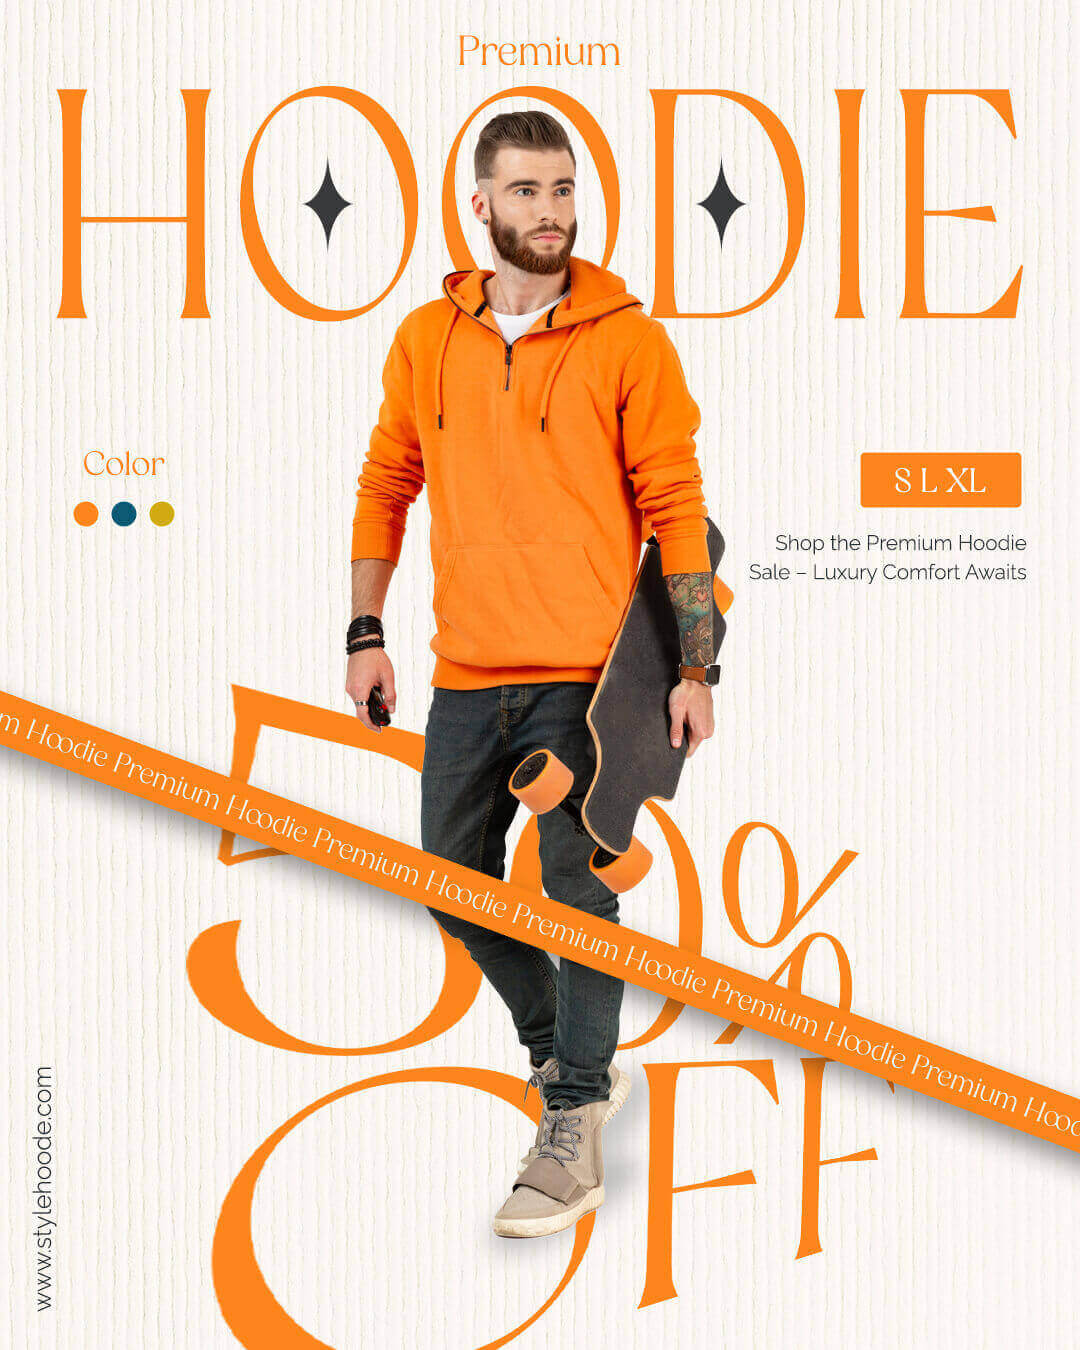 Premium
HOODIE
Color
S L XL
Shop the Premium Hoodie
Sale – Luxury Comfort Awaits
m Hoodie Premium Hoodie Premium Hoodie Premium Hoodie Premium Hoodie Premium Hood
50%
OFF
www.stylehoode.com